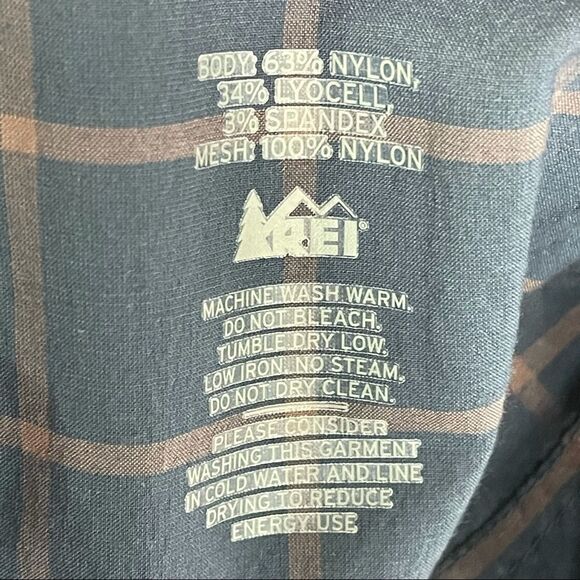 BODY: 63% NYLON,
34% LYOCELL,
3% SPANDEX
MESH: 100% NYLON
REI®
MACHINE WASH WARM.
DO NOT BLEACH.
TUMBLE DRY LOW.
LOW IRON. NO STEAM.
DO NOT DRY CLEAN.
PLEASE CONSIDER
WASHING THIS GARMENT
IN COLD WATER AND LINE
DRYING TO REDUCE
ENERGY USE